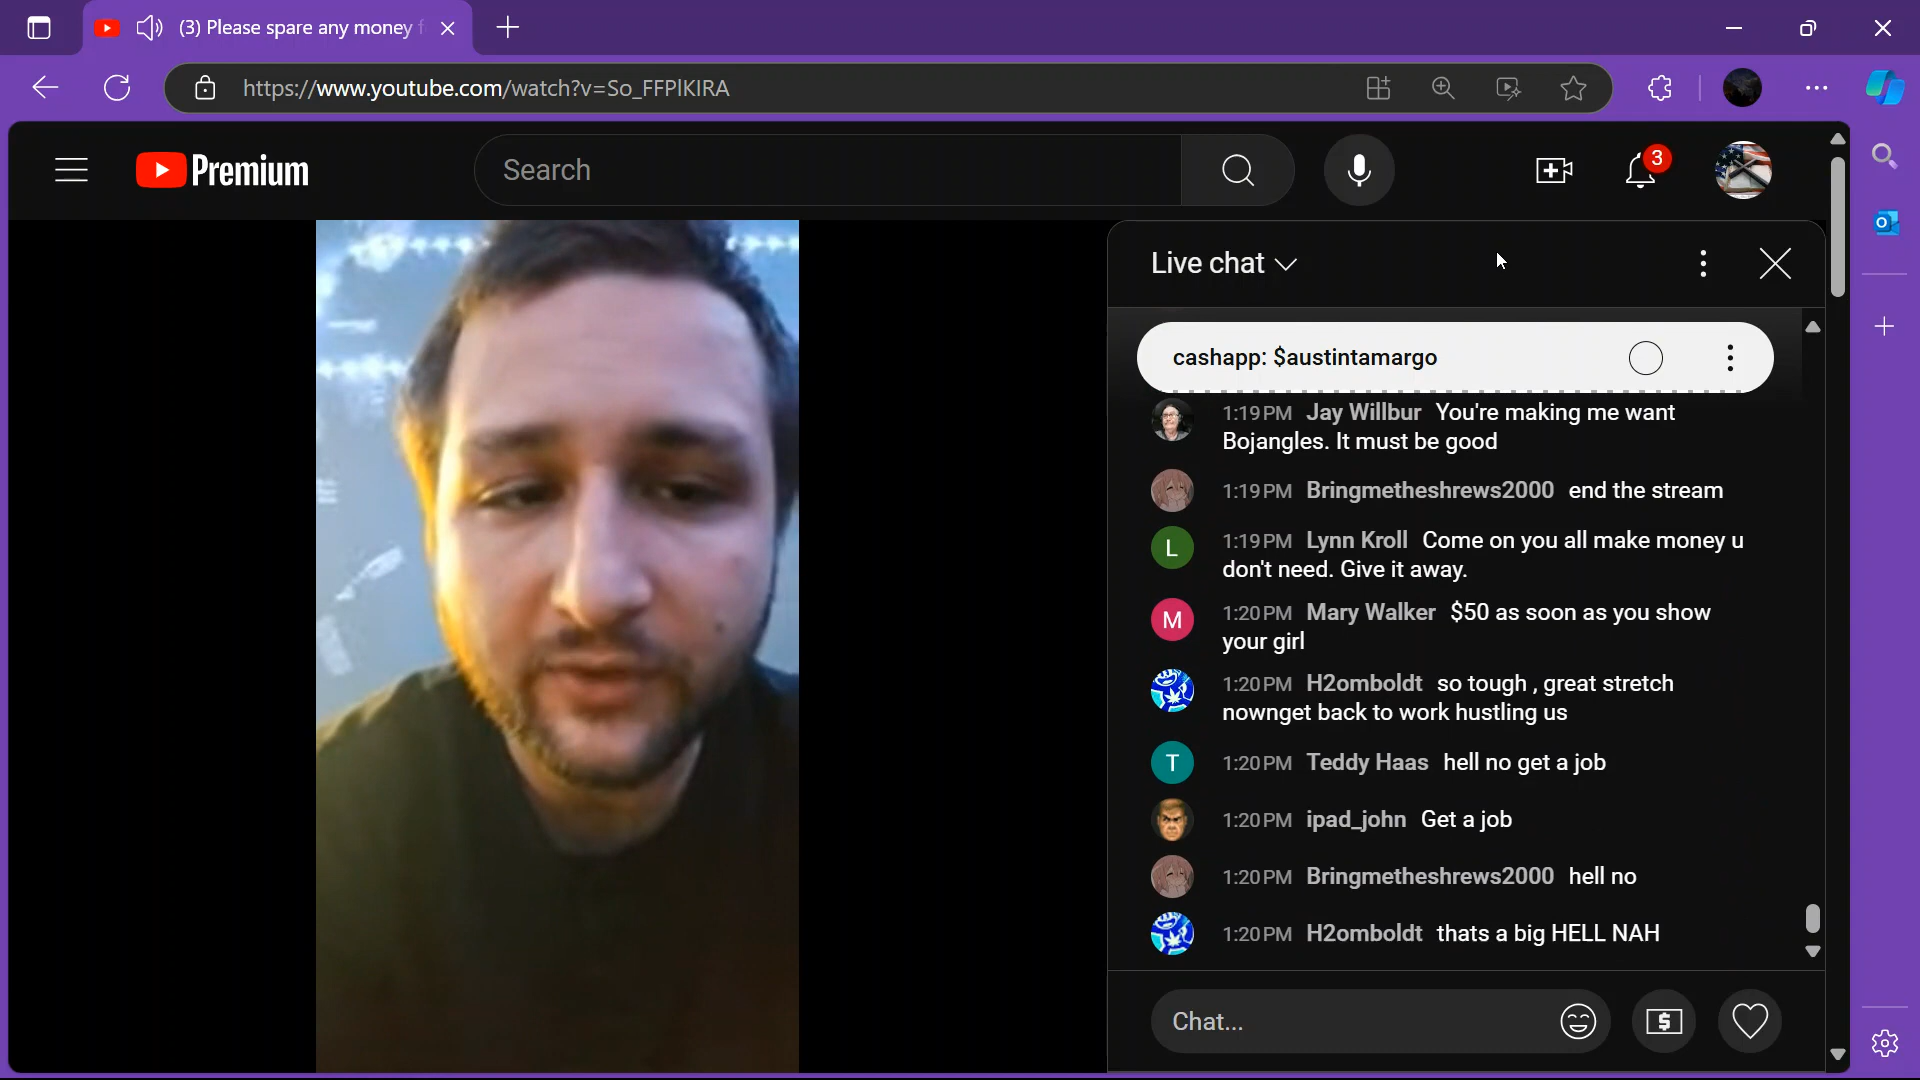 (3) Please spare any money
https://www.youtube.com/watch?v=So_FFPlKIRA
Premium
Search
3
Live chat
cashapp: $austintamargo
1:19 PM Jay Willbur You're making me want
Bojangles. It must be good
1:19 PM Bringmetheshrews2000 end the stream
L
1:19 PM Lynn Kroll Come on you all make money u
don't need. Give it away.
M
1:20 PM Mary Walker $50 as soon as you show
your girl
1:20 PM H2omboldt so tough , great stretch
nownget back to work hustling us
T
1:20 PM Teddy Haas hell no get a job
1:20 PM ipad_john Get a job
1:20 PM Bringmetheshrews2000 hell no
1:20 PM H2omboldt thats a big HELL NAH
Chat...